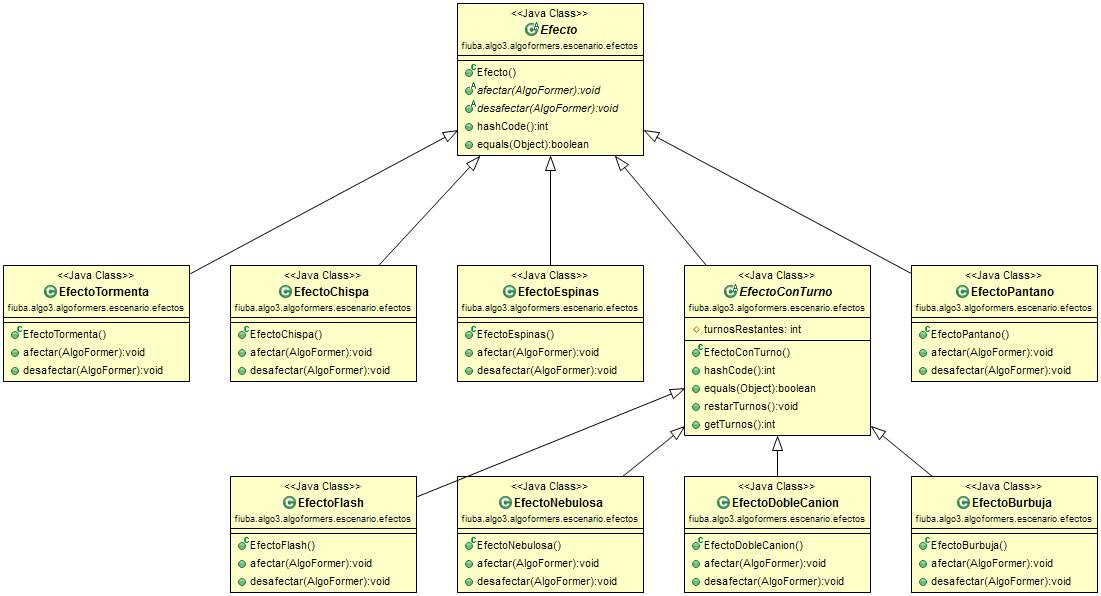 <<Java Class>>
Efecto
fiuba.algo3.algoformers.escenario.efectos
Efecto()
afectar(AlgoFormer):void
desafectar(AlgoFormer):void
hashCode():int
equals(Object):boolean
<<Java Class>>
EfectoTormenta
fiuba.algo3.algoformers.escenario.efectos
EfectoTormenta()
afectar(AlgoFormer):void
desafectar(AlgoFormer):void
<<Java Class>>
EfectoChispa
fiuba.algo3.algoformers.escenario.efectos
EfectoChispa()
afectar(AlgoFormer):void
desafectar(AlgoFormer):void
<<Java Class>>
EfectoEspinas
fiuba.algo3.algoformers.escenario.efectos
EfectoEspinas()
afectar(AlgoFormer):void
desafectar(AlgoFormer):void
<<Java Class>>
EfectoConTurno
fiuba.algo3.algoformers.escenario.efectos
turnosRestantes: int
EfectoConTurno()
hashCode():int
equals(Object):boolean
restarTurnos():void
getTurnos():int
<<Java Class>>
EfectoPantano
fiuba.algo3.algoformers.escenario.efectos
EfectoPantano()
afectar(AlgoFormer):void
desafectar(AlgoFormer):void
<<Java Class>>
EfectoFlash
fiuba.algo3.algoformers.escenario.efectos
EfectoFlash()
afectar(AlgoFormer):void
desafectar(AlgoFormer):void
<<Java Class>>
EfectoNebulosa
fiuba.algo3.algoformers.escenario.efectos
EfectoNebulosa()
afectar(AlgoFormer):void
desafectar(AlgoFormer):void
<<Java Class>>
EfectoDobleCanion
fiuba.algo3.algoformers.escenario.efectos
EfectoDobleCanion()
afectar(AlgoFormer):void
desafectar(AlgoFormer):void
<<Java Class>>
EfectoBurbuja
fiuba.algo3.algoformers.escenario.efectos
EfectoBurbuja()
afectar(AlgoFormer):void
desafectar(AlgoFormer):void